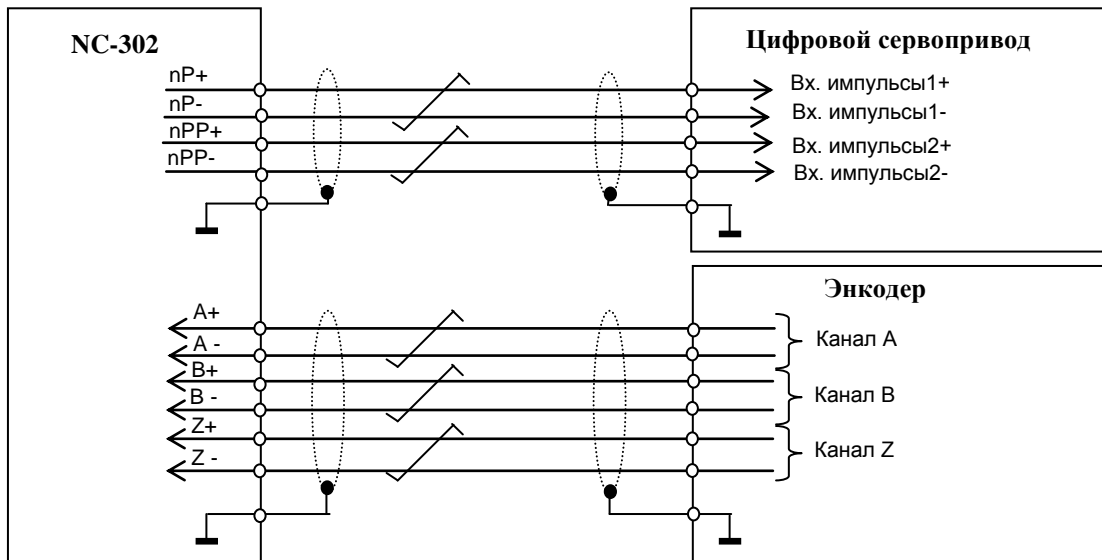 NC-302
Цифровой сервопривод
nP+
Вх. импульсы1+
nP-
Вх. импульсы1-
nPP+
Вх. импульсы2+
nPP-
Вх. импульсы2-
Энкодер
A+
Канал A
A -
B+
Канал B
B -
Z+
Канал Z
Z -